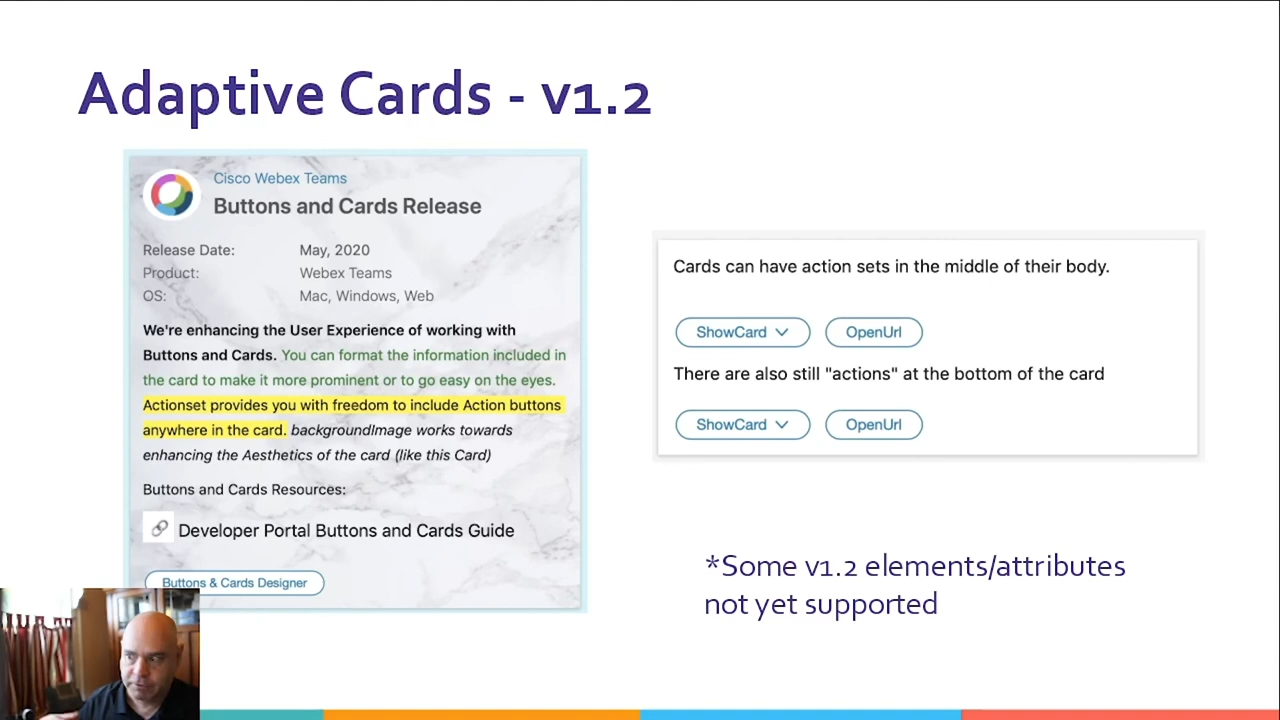 Adaptive Cards - v1.2
Cisco Webex Teams
Buttons and Cards Release
Release Date: May, 2020
Product: Webex Teams
OS: Mac, Windows, Web
We're enhancing the User Experience of working with
Buttons and Cards. You can format the information included in
the card to make it more prominent or to go easy on the eyes.
Actionset provides you with freedom to include Action buttons
anywhere in the card. backgroundImage works towards
enhancing the Aesthetics of the card (like this Card)
Buttons and Cards Resources:
Developer Portal Buttons and Cards Guide
Buttons & Cards Designer
Cards can have action sets in the middle of their body.
ShowCard OpenUrl
There are also still "actions" at the bottom of the card
ShowCard OpenUrl
*Some v1.2 elements/attributes
not yet supported